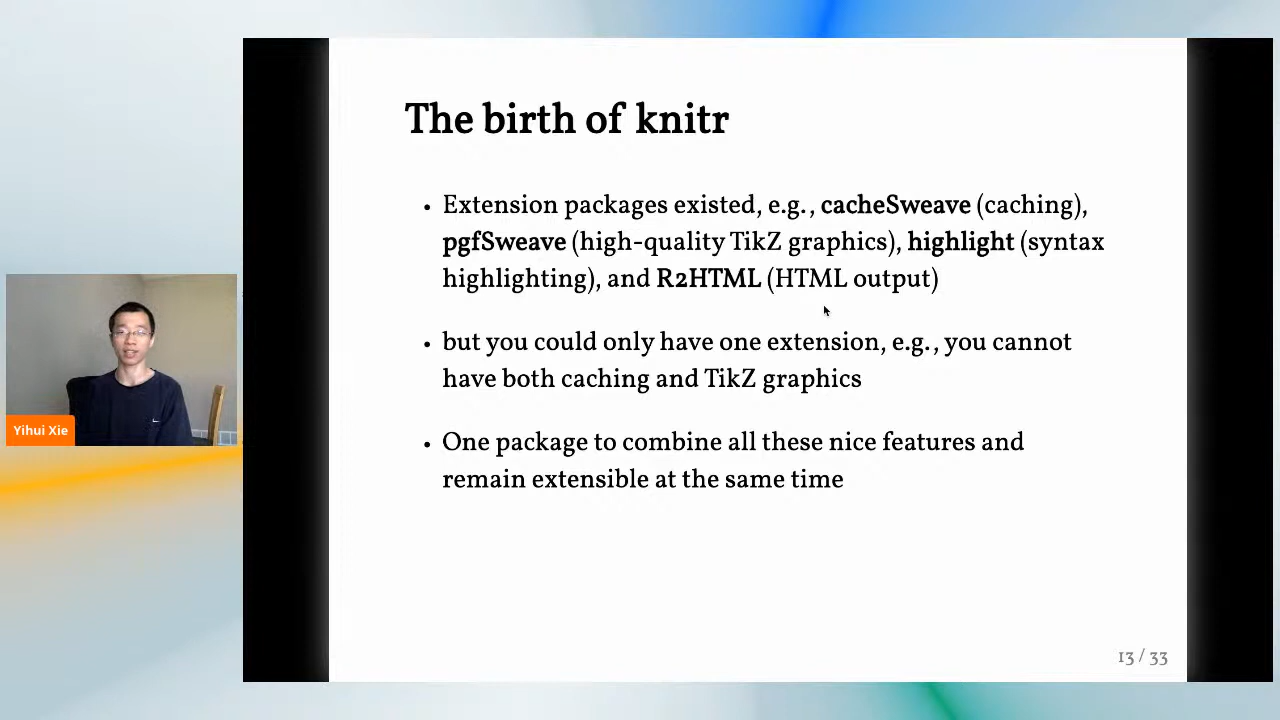 The birth of knitr
• Extension packages existed, e.g., cacheSweave (caching),
pgfSweave (high-quality TikZ graphics), highlight (syntax
highlighting), and R2HTML (HTML output)
• but you could only have one extension, e.g., you cannot
have both caching and TikZ graphics
• One package to combine all these nice features and
remain extensible at the same time
Yihui Xie
13 / 33